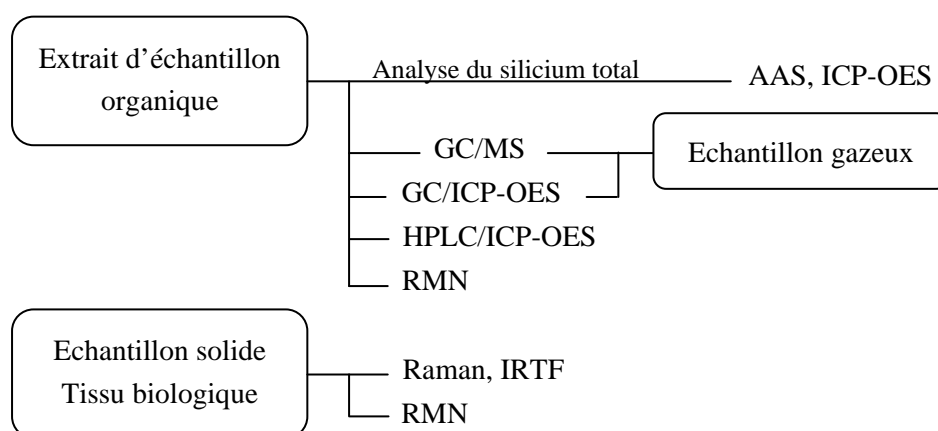 Extrait d’échantillon
organique
Analyse du silicium total
AAS, ICP-OES
GC/MS
Echantillon gazeux
GC/ICP-OES
HPLC/ICP-OES
RMN
Echantillon solide
Tissu biologique
Raman, IRTF
RMN